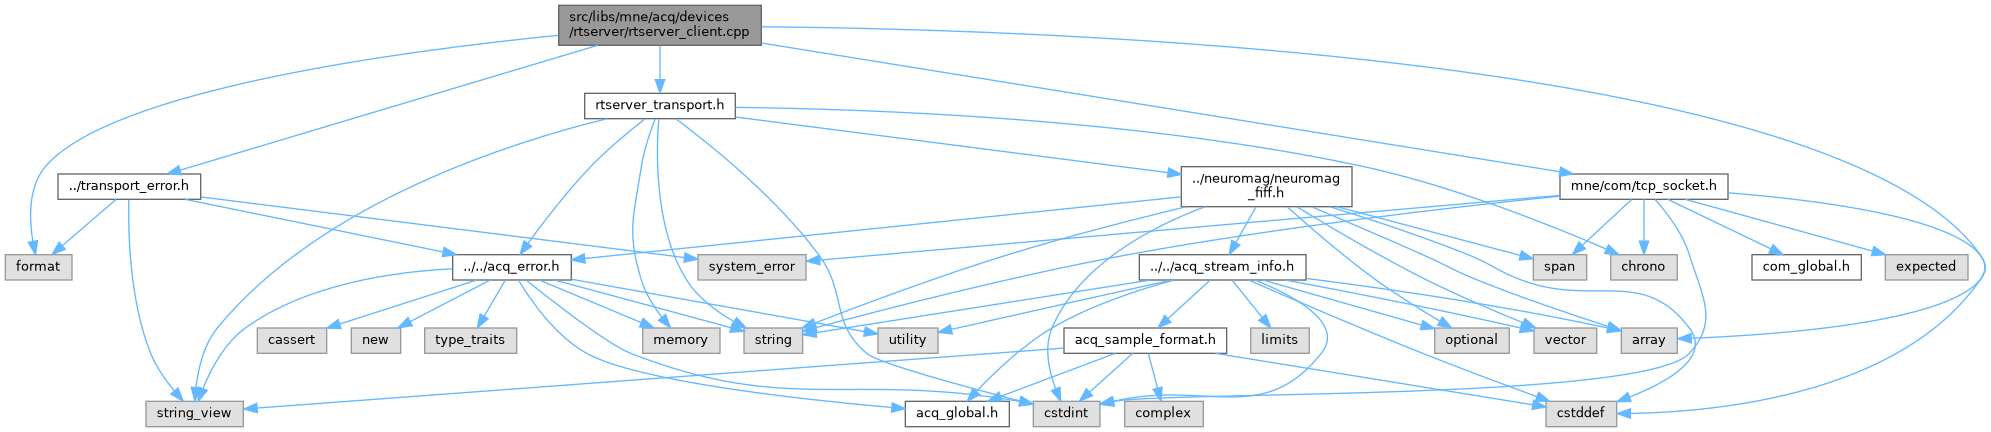 src/libs/mne/acq/devices
/rtserver/rtserver_client.cpp
rtserver_transport.h
../transport_error.h
../neuromag/neuromag
_fiff.h
mne/com/tcp_socket.h
format
../../acq_error.h
system_error
../../acq_stream_info.h
span
chrono
com_global.h
expected
cassert
new
type_traits
memory
string
utility
acq_sample_format.h
limits
optional
vector
array
string_view
acq_global.h
cstdint
complex
cstddef